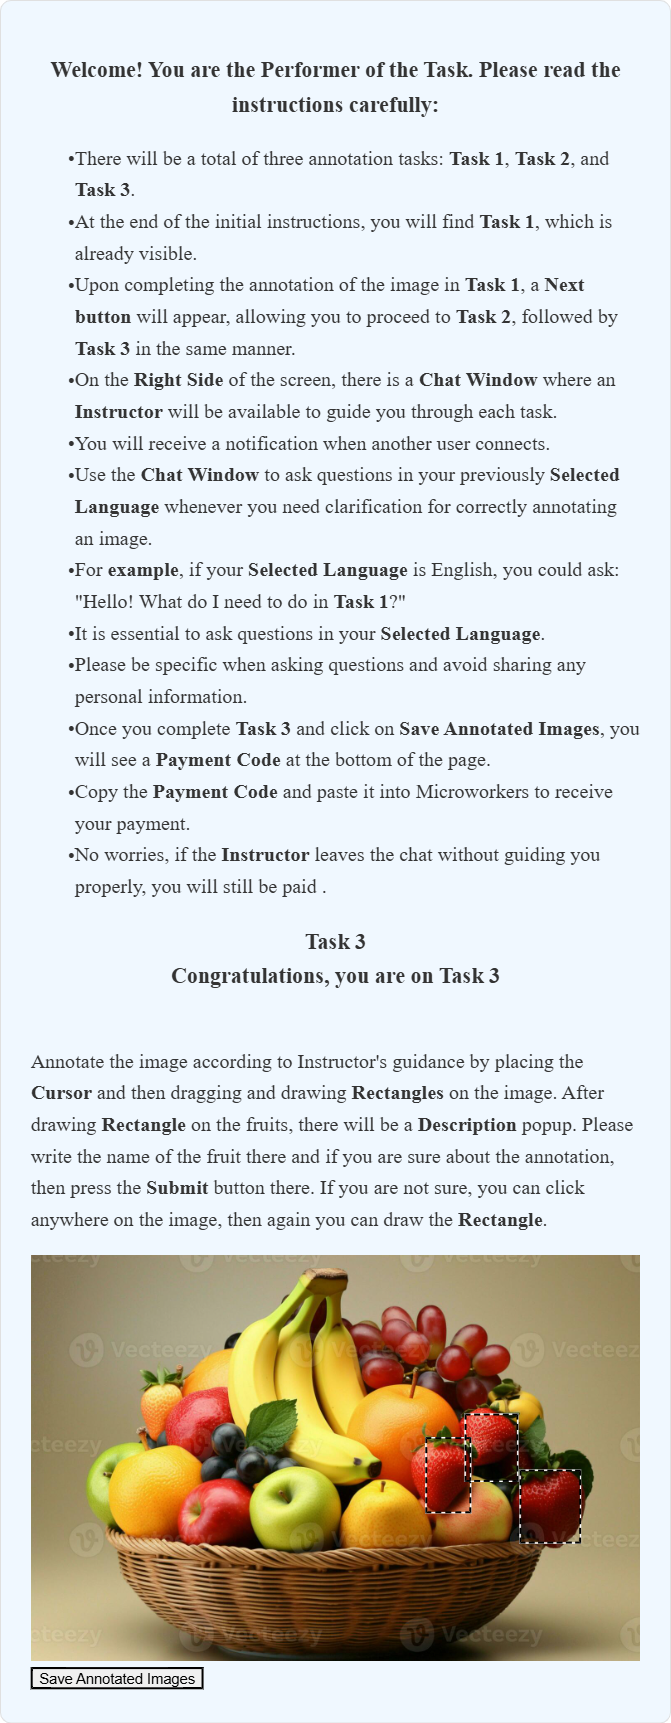 Welcome! You are the Performer of the Task. Please read the
instructions carefully:
•There will be a total of three annotation tasks: Task 1, Task 2, and
Task 3.
•At the end of the initial instructions, you will find Task 1, which is
already visible.
•Upon completing the annotation of the image in Task 1, a Next
button will appear, allowing you to proceed to Task 2, followed by
Task 3 in the same manner.
•On the Right Side of the screen, there is a Chat Window where an
Instructor will be available to guide you through each task.
•You will receive a notification when another user connects.
•Use the Chat Window to ask questions in your previously Selected
Language whenever you need clarification for correctly annotating
an image.
•For example, if your Selected Language is English, you could ask:
"Hello! What do I need to do in Task 1?"
•It is essential to ask questions in your Selected Language.
•Please be specific when asking questions and avoid sharing any
personal information.
•Once you complete Task 3 and click on Save Annotated Images, you
will see a Payment Code at the bottom of the page.
•Copy the Payment Code and paste it into Microworkers to receive
your payment.
•No worries, if the Instructor leaves the chat without guiding you
properly, you will still be paid .
Task 3
Congratulations, you are on Task 3
Annotate the image according to Instructor's guidance by placing the
Cursor and then dragging and drawing Rectangles on the image. After
drawing Rectangle on the fruits, there will be a Description popup. Please
write the name of the fruit there and if you are sure about the annotation,
then press the Submit button there. If you are not sure, you can click
anywhere on the image, then again you can draw the Rectangle.
Vecteezy Vecteezy Vecteez
Vecteezy Vecteezy
Vecteezy Vecteezy
Save Annotated Images